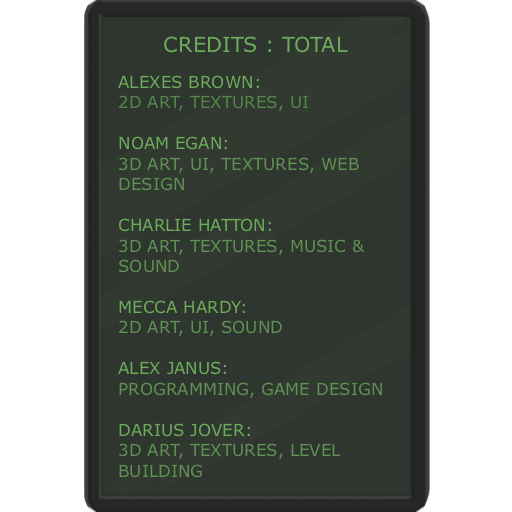 CREDITS : TOTAL
ALEXES BROWN:
2D ART, TEXTURES, UI
NOAM EGAN:
3D ART, UI, TEXTURES, WEB
DESIGN
CHARLIE HATTON:
3D ART, TEXTURES, MUSIC &
SOUND
MECCA HARDY:
2D ART, UI, SOUND
ALEX JANUS:
PROGRAMMING, GAME DESIGN
DARIUS JOVER:
3D ART, TEXTURES, LEVEL
BUILDING